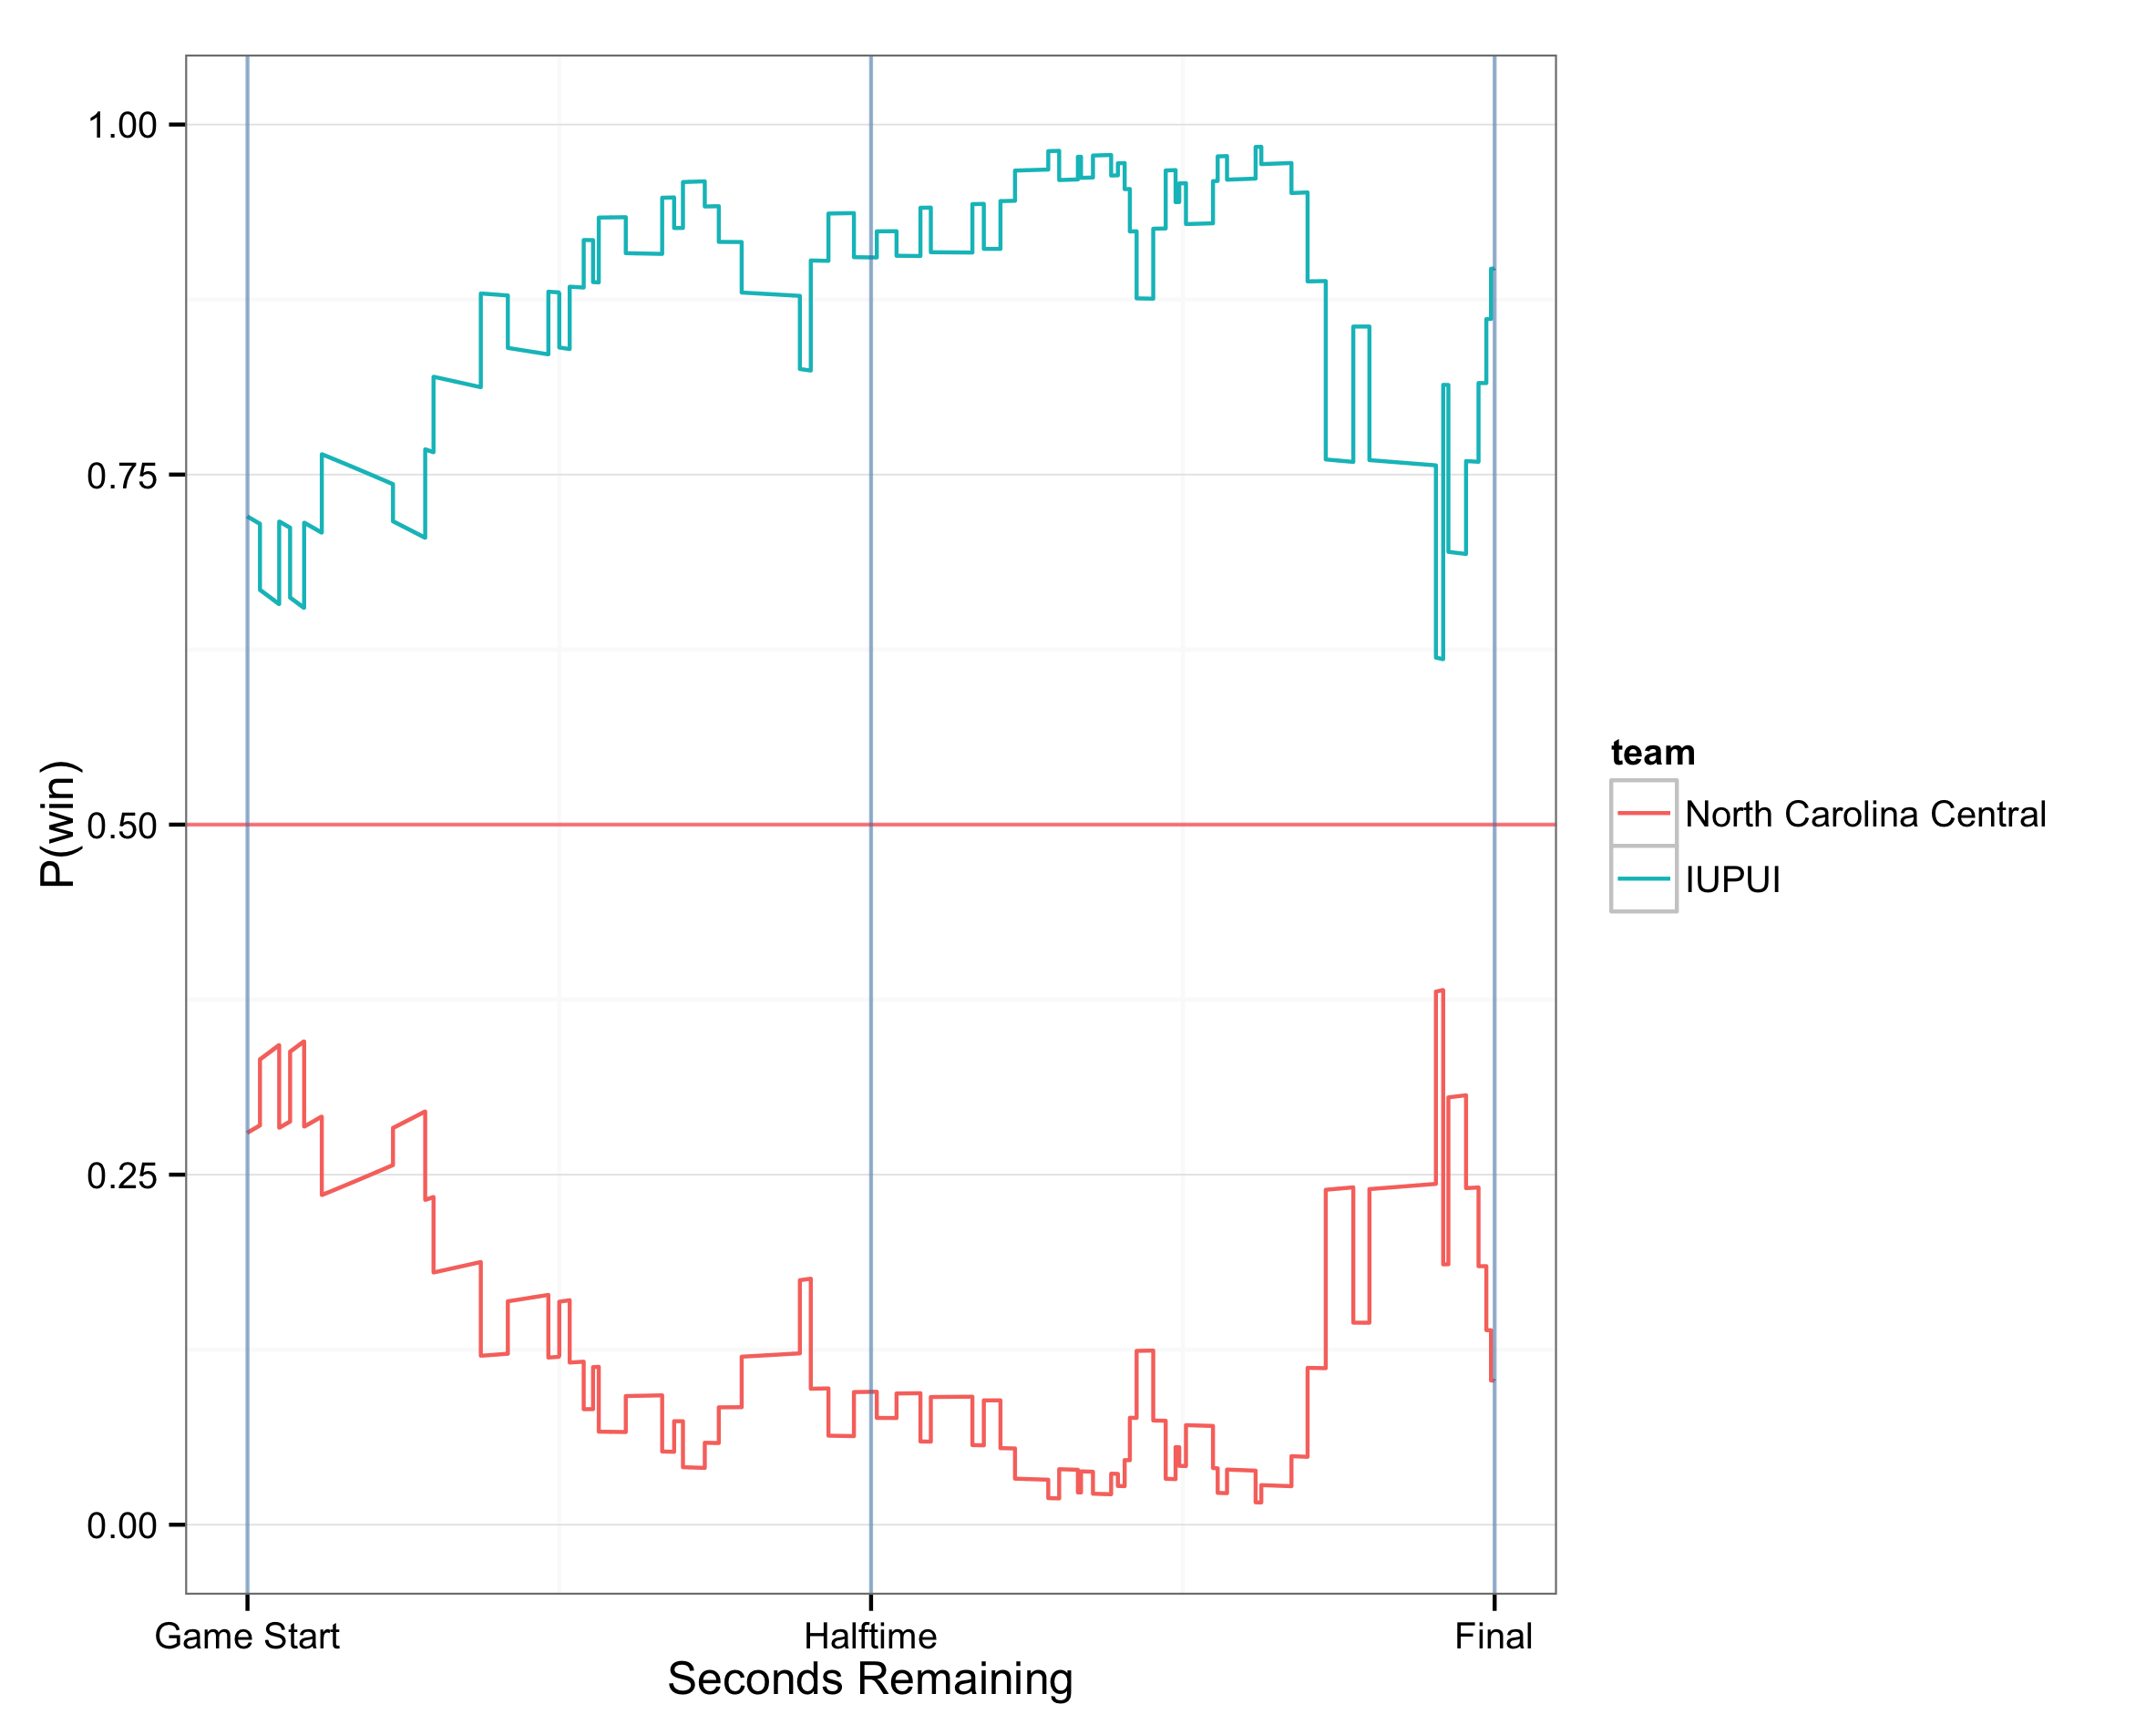 P(win)
1.00
0.75
0.50
0.25
0.00
Game Start
Halftime
Final
Seconds Remaining
team
North Carolina Central
IUPUI